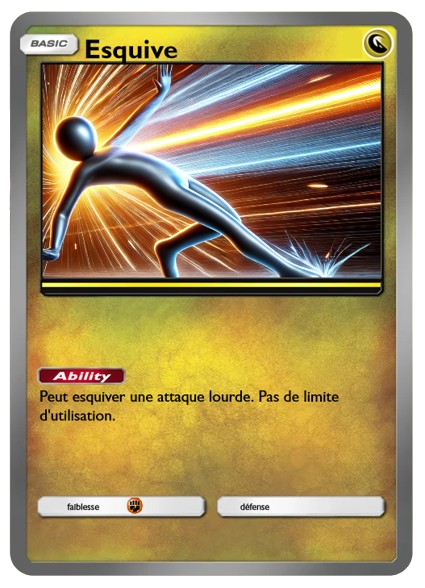 BASIC
Esquive
Ability
Peut esquiver une attaque lourde. Pas de limite
d'utilisation.
faiblesse
défense